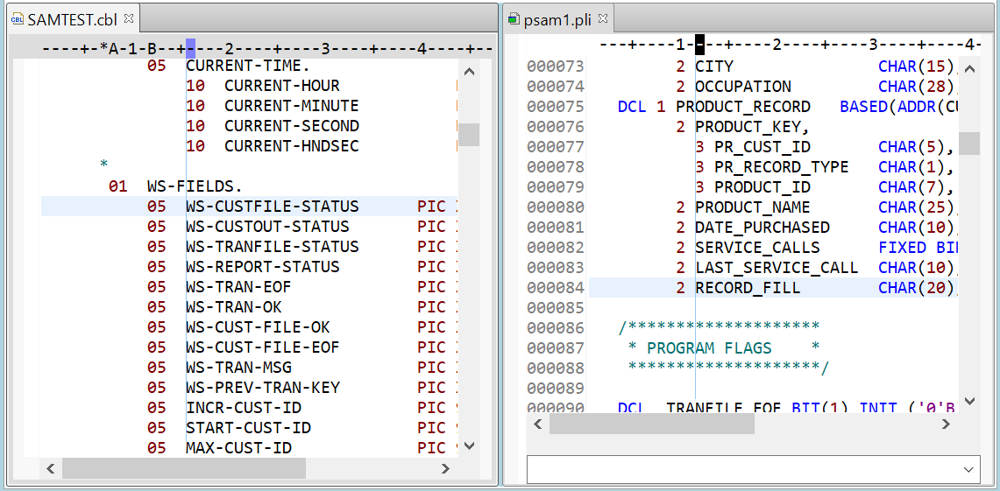 SAMTEST.cbl
----+-*A-1-B--+----2----+----3----+----4----+--
05 CURRENT-TIME.
10 CURRENT-HOUR
10 CURRENT-MINUTE
10 CURRENT-SECOND
10 CURRENT-HNDSEC
*
01 WS-FIELDS.
05 WS-CUSTFILE-STATUS PIC
05 WS-CUSTOUT-STATUS PIC
05 WS-TRANFILE-STATUS PIC
05 WS-REPORT-STATUS PIC
05 WS-TRAN-EOF PIC
05 WS-TRAN-OK PIC
05 WS-CUST-FILE-OK PIC
05 WS-CUST-FILE-EOF PIC
05 WS-TRAN-MSG PIC
05 WS-PREV-TRAN-KEY PIC
05 INCR-CUST-ID PIC
05 START-CUST-ID PIC
05 MAX-CUST-ID PIC
psam1.pli
---+----1----+----2----+----3----+----4-
000073 2 CITY CHAR(15),
000074 2 OCCUPATION CHAR(28),
000075 DCL 1 PRODUCT_RECORD BASED(ADDR(CU
000076 2 PRODUCT_KEY,
000077 3 PR_CUST_ID CHAR(5),
000078 3 PR_RECORD_TYPE CHAR(1),
000079 3 PRODUCT_ID CHAR(7),
000080 2 PRODUCT_NAME CHAR(25),
000081 2 DATE_PURCHASED CHAR(10),
000082 2 SERVICE_CALLS FIXED BIN
000083 2 LAST_SERVICE_CALL CHAR(10),
000084 2 RECORD_FILL CHAR(20),
000085
000086 /********************
000087 * PROGRAM FLAGS *
000088 ********************/
000089
000090 DCL TRANFILE_EOF BIT(1) INIT ('0'B